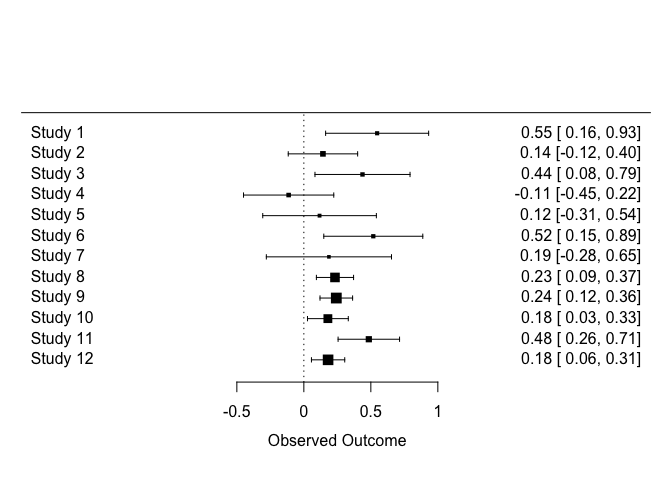 Study 1 0.55 [ 0.16, 0.93]
Study 2 0.14 [-0.12, 0.40]
Study 3 0.44 [ 0.08, 0.79]
Study 4 -0.11 [-0.45, 0.22]
Study 5 0.12 [-0.31, 0.54]
Study 6 0.52 [ 0.15, 0.89]
Study 7 0.19 [-0.28, 0.65]
Study 8 0.23 [ 0.09, 0.37]
Study 9 0.24 [ 0.12, 0.36]
Study 10 0.18 [ 0.03, 0.33]
Study 11 0.48 [ 0.26, 0.71]
Study 12 0.18 [ 0.06, 0.31]
-0.5 0 0.5 1
Observed Outcome